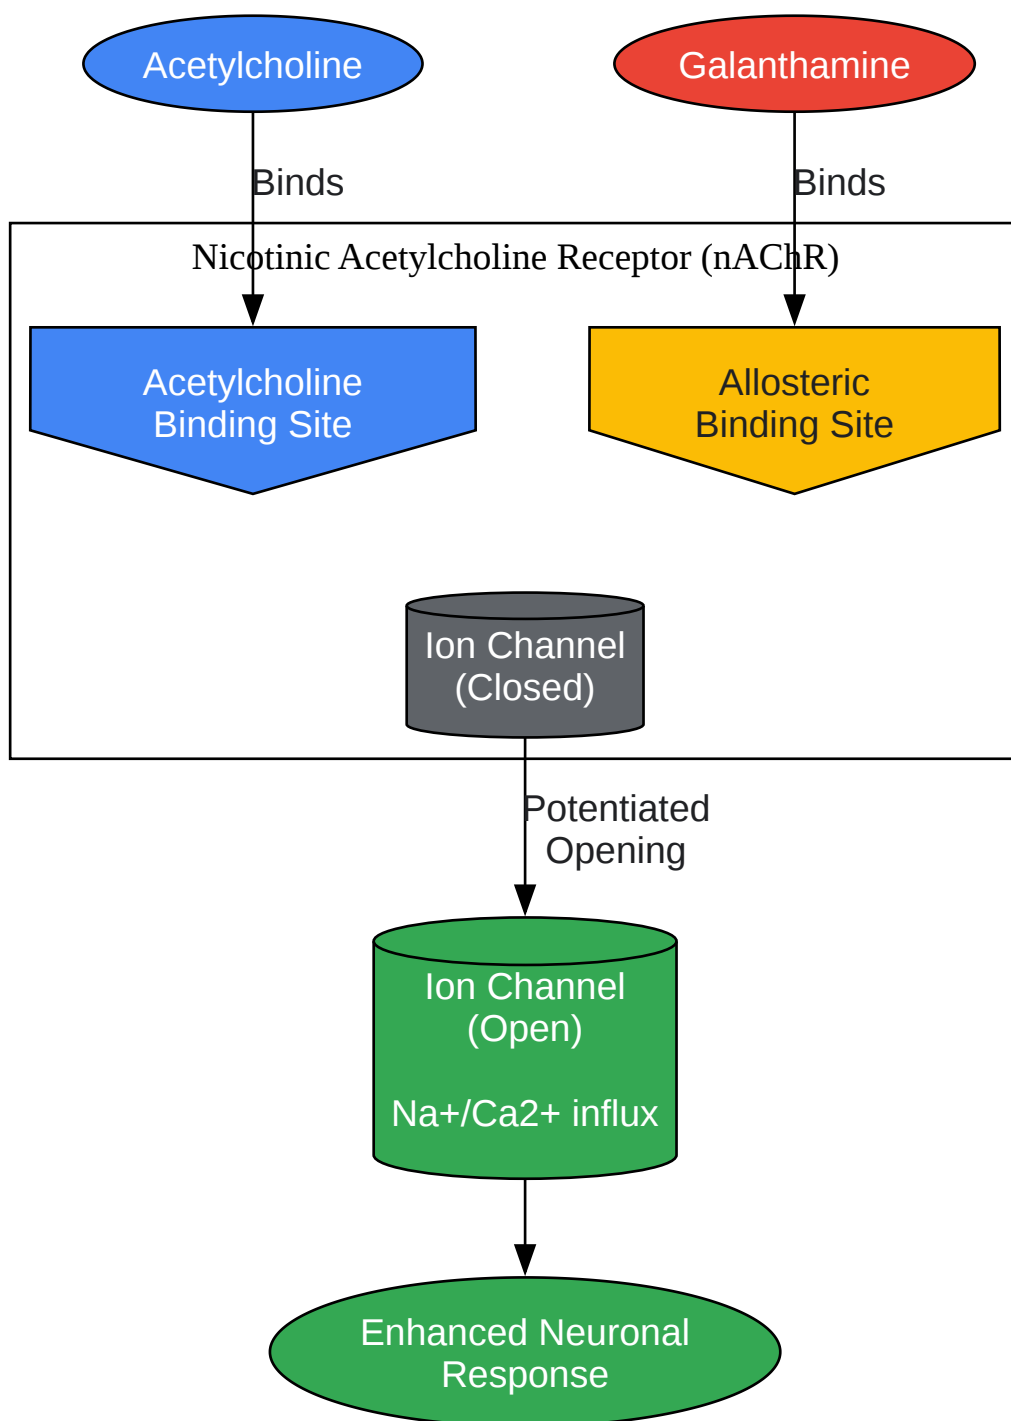 Acetylcholine
Galanthamine
Binds
Binds
Nicotinic Acetylcholine Receptor (nAChR)
Acetylcholine
Binding Site
Allosteric
Binding Site
Ion Channel
(Closed)
Potentiated
Opening
Ion Channel
(Open)
Na+/Ca2+ influx
Enhanced Neuronal
Response